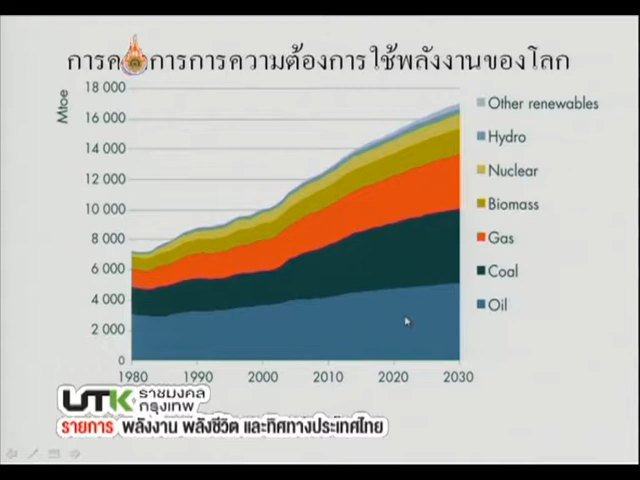 การค การการความต้องการใช้พลังงานของโลก
Mtoe
18 000
16 000
14 000
12 000
10 000
8 000
6 000
4 000
2 000
0
1980 1990 2000 2010 2020 2030
Other renewables
Hydro
Nuclear
Biomass
Gas
Coal
Oil
UTK ราชมงคล
กรุงเทพ
รายการ พลังงาน พลังชีวิต และทิศทางประเทศไทย